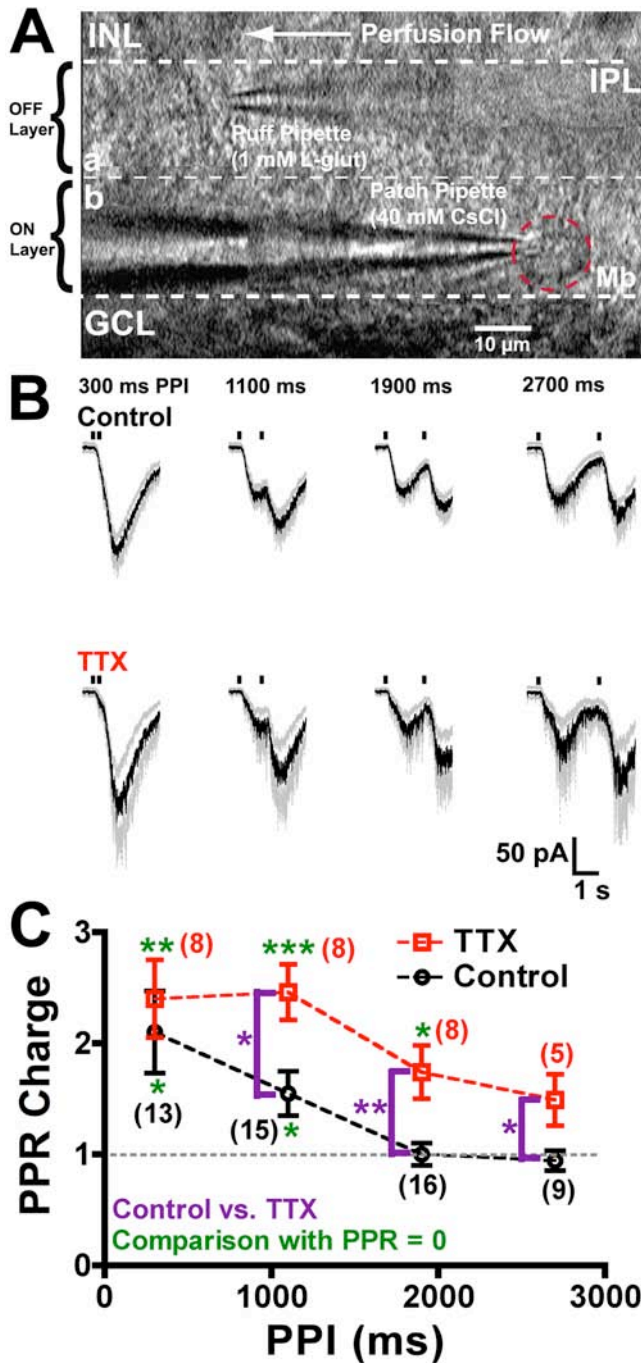 A
INL
Perfusion Flow
IPL
OFF
Layer
Puff Pipette
(1 mM L-glut)
a
b
Patch Pipette
(40 mM CsCl)
ON
Layer
Mb
GCL
10 µm
B
300 ms PPI
1100 ms
1900 ms
2700 ms
Control
TTX
50 pA
1 s
C
PPR Charge
3
2
1
0
** (8)
*** (8)
* (8)
(5)
TTX
Control
*
**
*
*
*
(13)
(15)
(16)
(9)
Control vs. TTX
Comparison with PPR = 0
0
1000
2000
3000
PPI (ms)